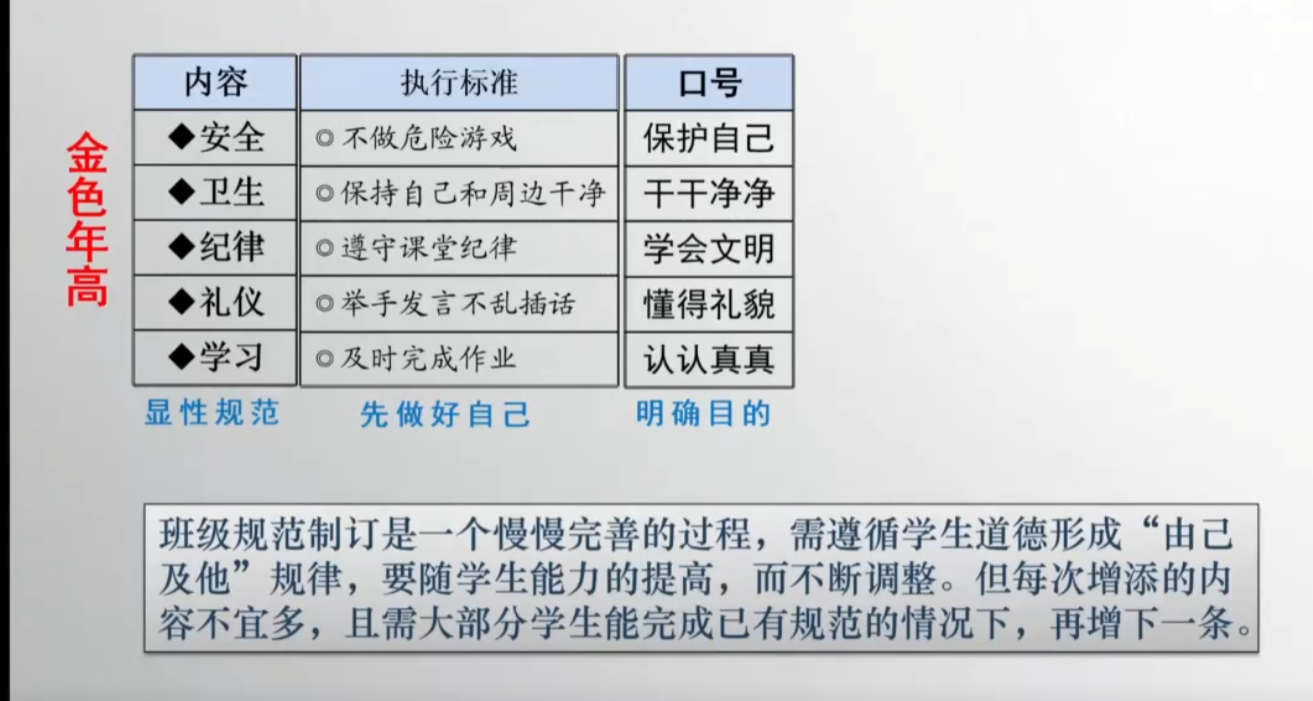 金色年高
内容 执行标准 口号
◆安全 ◎不做危险游戏 保护自己
◆卫生 ◎保持自己和周边干净 干干净净
◆纪律 ◎遵守课堂纪律 学会文明
◆礼仪 ◎举手发言不乱插话 懂得礼貌
◆学习 ◎及时完成作业 认认真真
显性规范 先做好自己 明确目的
班级规范制订是一个慢慢完善的过程，需遵循学生道德形成“由己
及他”规律，要随学生能力的提高，而不断调整。但每次增添的内
容不宜多，且需大部分学生能完成已有规范的情况下，再增下一条。